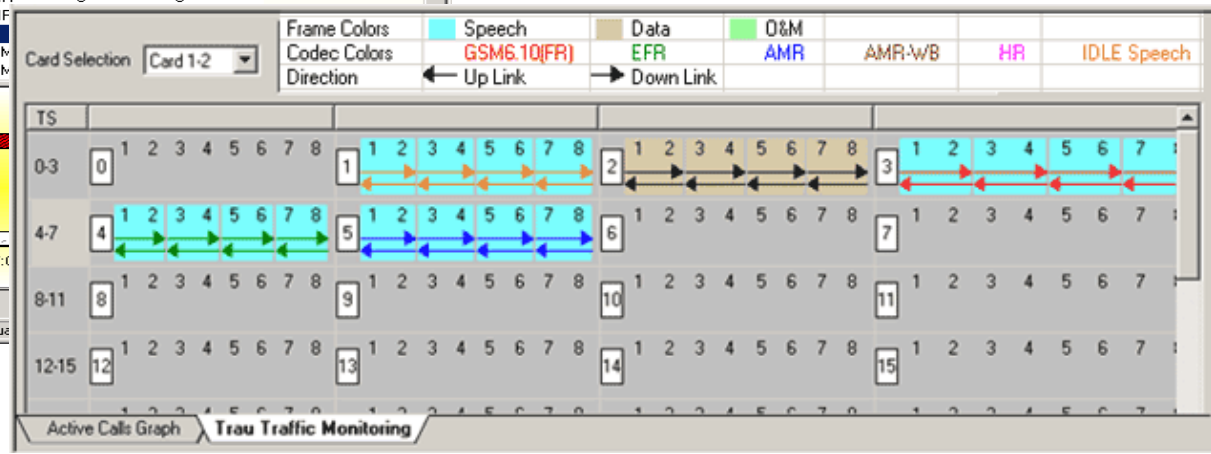 Frame Colors Speech Data O&M
Card Selection Card 1-2 Codec Colors GSM6.10(FR) EFR AMR AMR-WB HR IDLE Speech
Direction Up Link Down Link
TS
0-3 0 1 2 3 4 5 6 7 8 1 1 2 3 4 5 6 7 8 2 1 2 3 4 5 6 7 8 3 1 2 3 4 5 6 7
4-7 4 1 2 3 4 5 6 7 8 5 1 2 3 4 5 6 7 8 6 1 2 3 4 5 6 7 8 7 1 2 3 4 5 6 7
8-11 8 1 2 3 4 5 6 7 8 9 1 2 3 4 5 6 7 8 10 1 2 3 4 5 6 7 8 11 1 2 3 4 5 6 7
12-15 12 1 2 3 4 5 6 7 8 13 1 2 3 4 5 6 7 8 14 1 2 3 4 5 6 7 8 15 1 2 3 4 5 6 7
Active Calls Graph Trau Traffic Monitoring